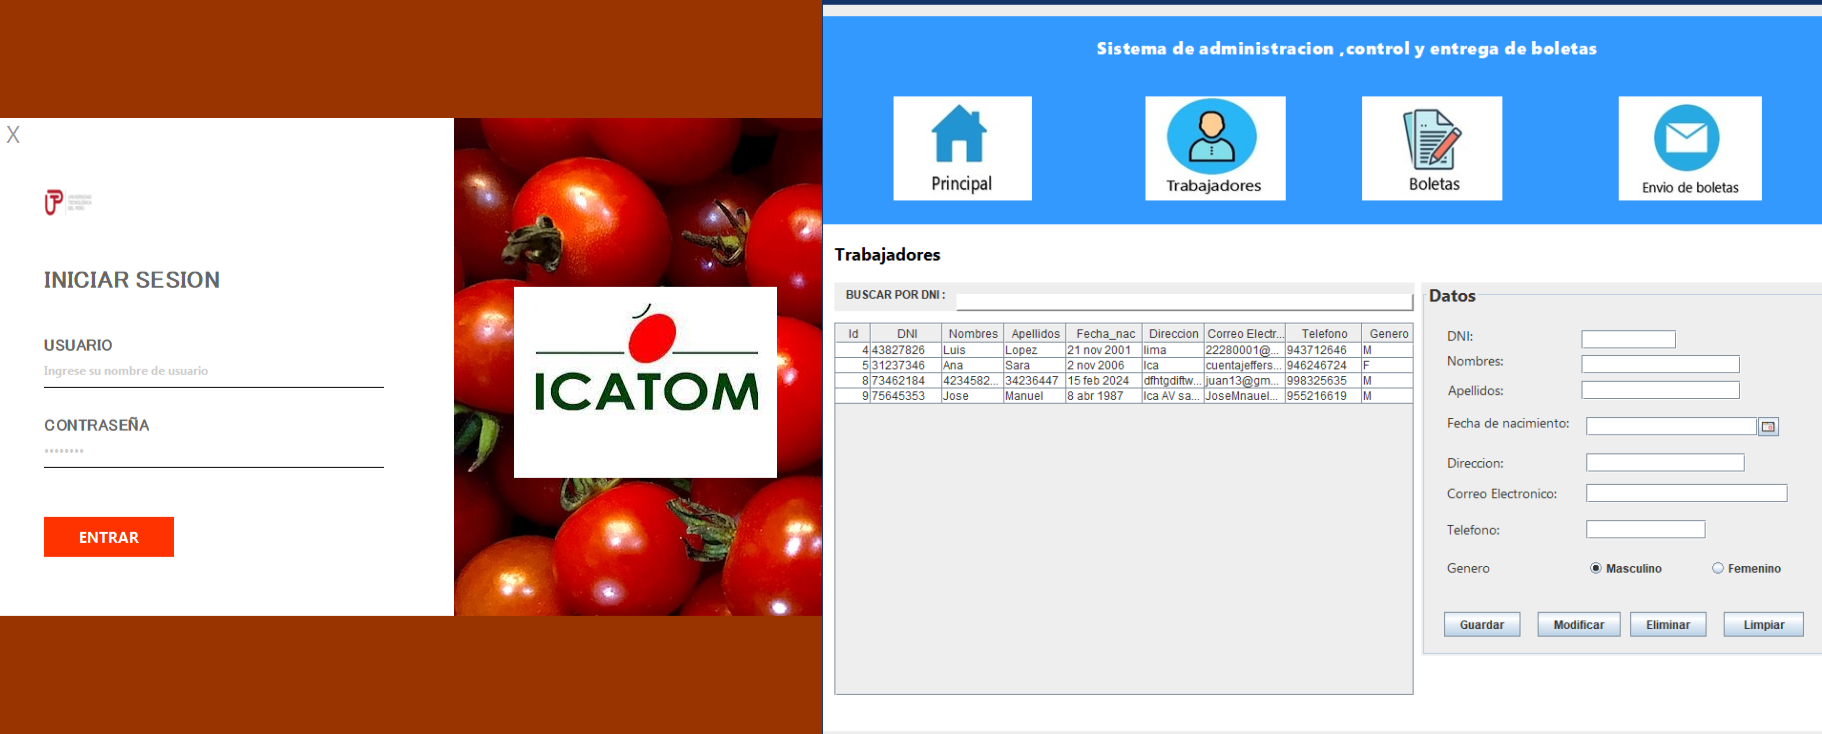 X
UNIVERSIDAD
TECNOLÓGICA
DEL PERÚ
INICIAR SESION
USUARIO
Ingrese su nombre de usuario
CONTRASEÑA
••••••••
ENTRAR
ICATOM
Sistema de administracion ,control y entrega de boletas
Principal
Trabajadores
Boletas
Envio de boletas
Trabajadores
BUSCAR POR DNI :
Id DNI Nombres Apellidos Fecha_nac Direccion Correo Electr... Telefono Genero
4 43827826 Luis Lopez 21 nov 2001 lima 22280001@... 943712646 M
5 31237346 Ana Sara 2 nov 2006 Ica cuentajeffers... 946246724 F
8 73462184 4234582... 34236447 15 feb 2024 dfhtgdiftw... juan13@gm... 998325635 M
9 75645353 Jose Manuel 8 abr 1987 Ica AV sa... JoseMnauel... 955216619 M
Datos
DNI:
Nombres:
Apellidos:
Fecha de nacimiento:
Direccion:
Correo Electronico:
Telefono:
Genero Masculino Femenino
Guardar Modificar Eliminar Limpiar